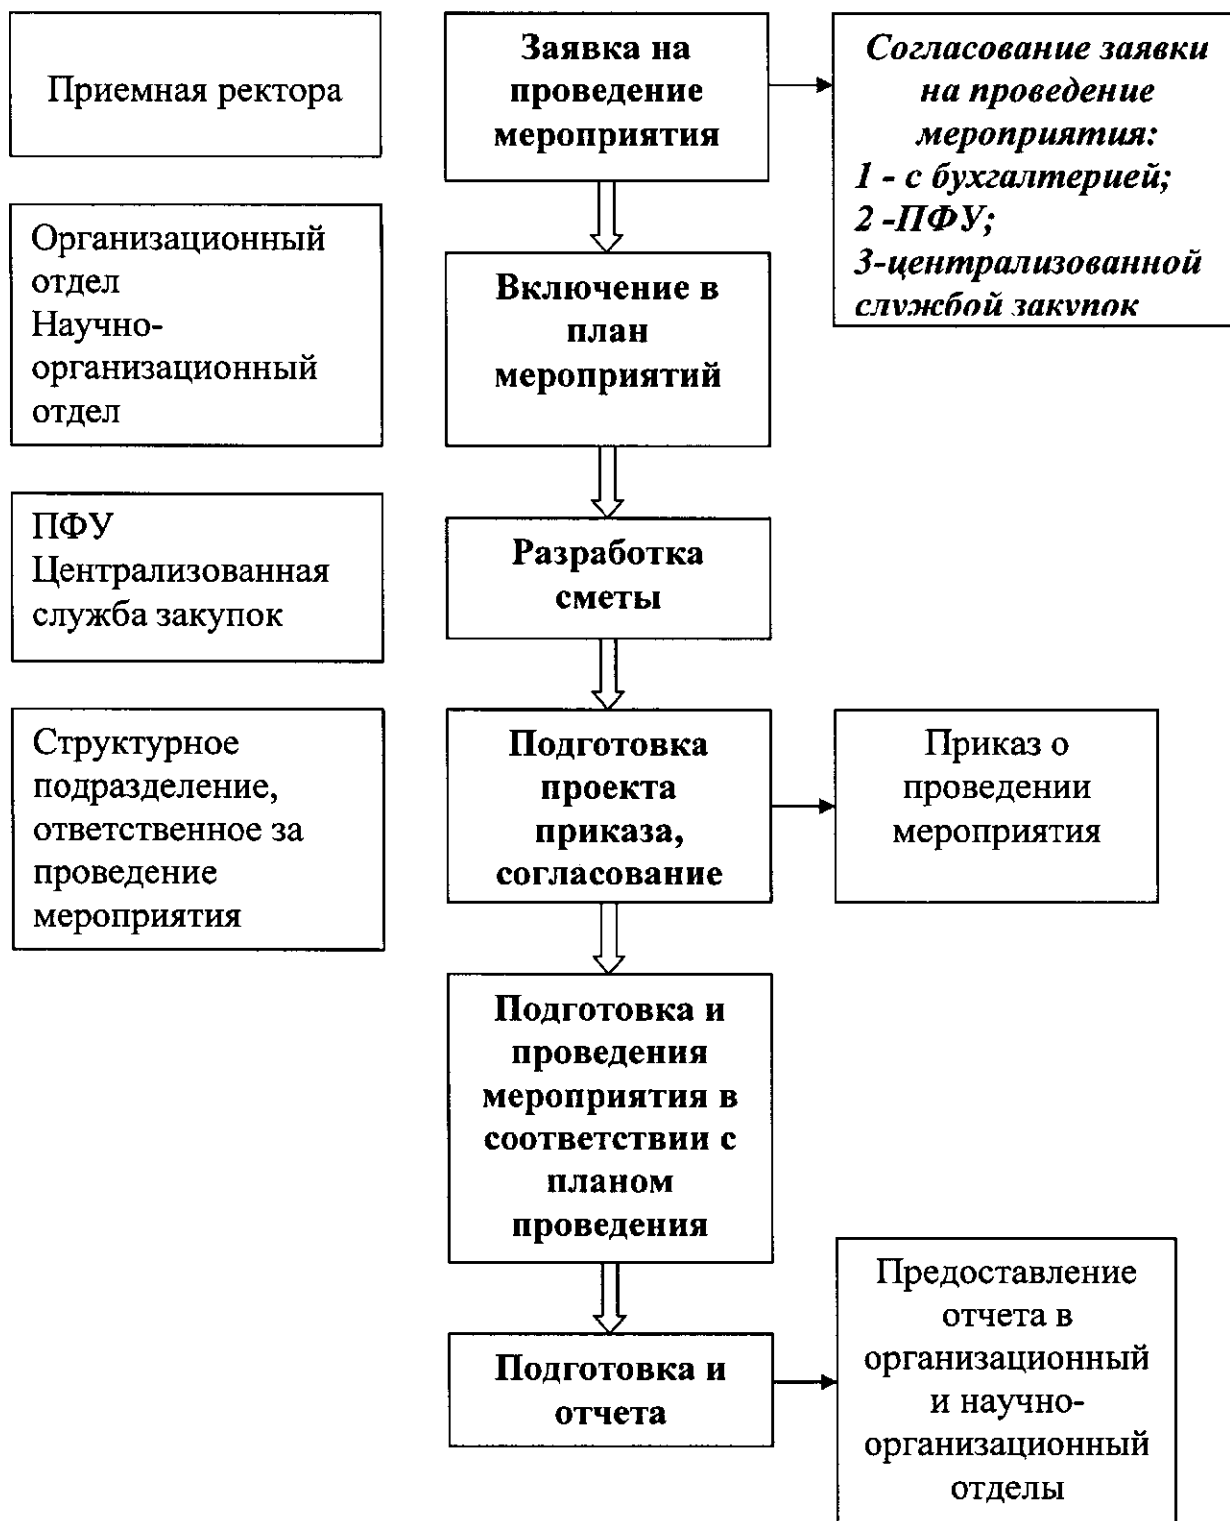 Приемная ректора
Заявка на
проведение
мероприятия
Согласование заявки
на проведение
мероприятия:
1 - с бухгалтерией;
2 -ПФУ;
3-централизованной
службой закупок
Организационный
отдел
Научно-
организационный
отдел
Включение в
план
мероприятий
ПФУ
Централизованная
служба закупок
Разработка
сметы
Структурное
подразделение,
ответственное за
проведение
мероприятия
Подготовка
проекта
приказа,
согласование
Приказ о
проведении
мероприятия
Подготовка и
проведения
мероприятия в
соответствии с
планом
проведения
Подготовка и
отчета
Предоставление
отчета в
организационный
и научно-
организационный
отделы